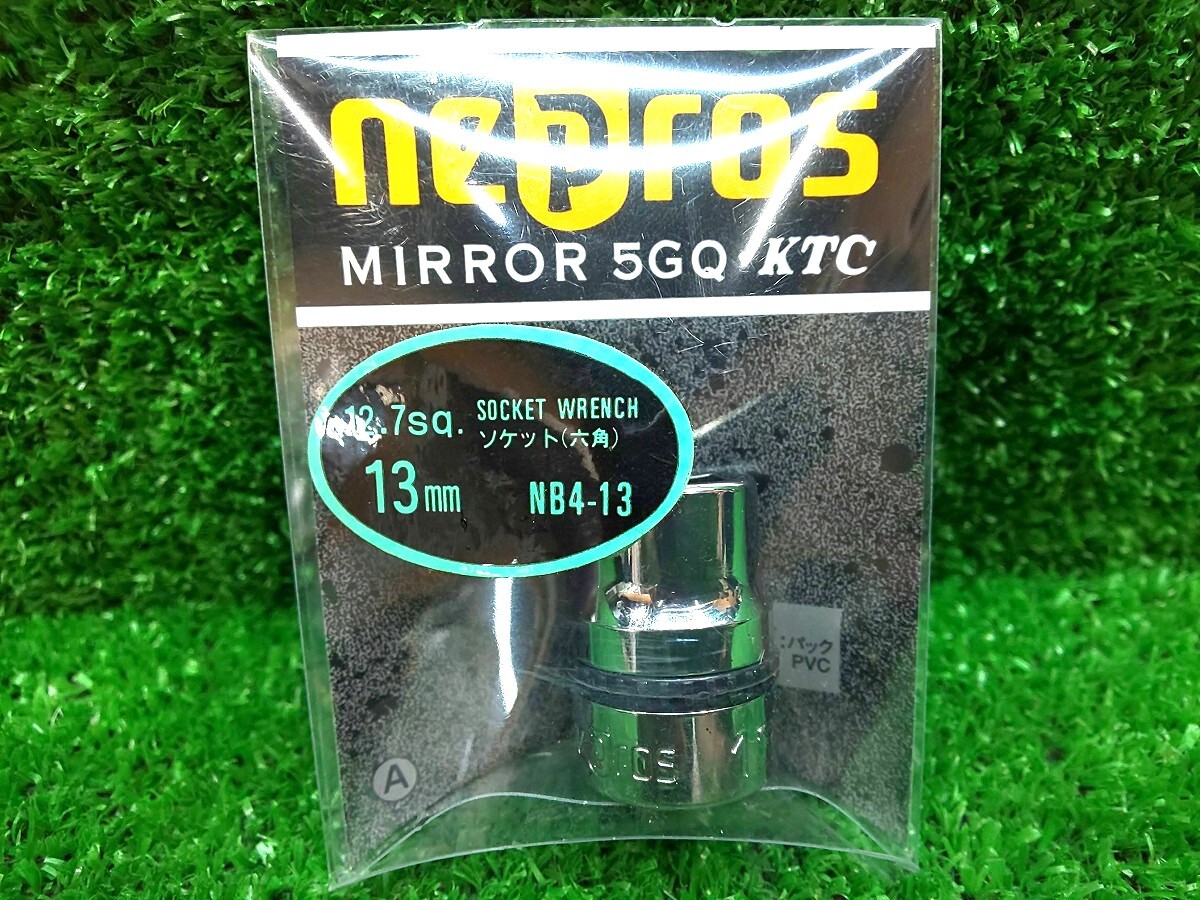 nepros
MIRROR 5GQ KTC
12.7sq. SOCKET WRENCH
ソケット(六角)
13mm NB4-13
:パック
PVC
A